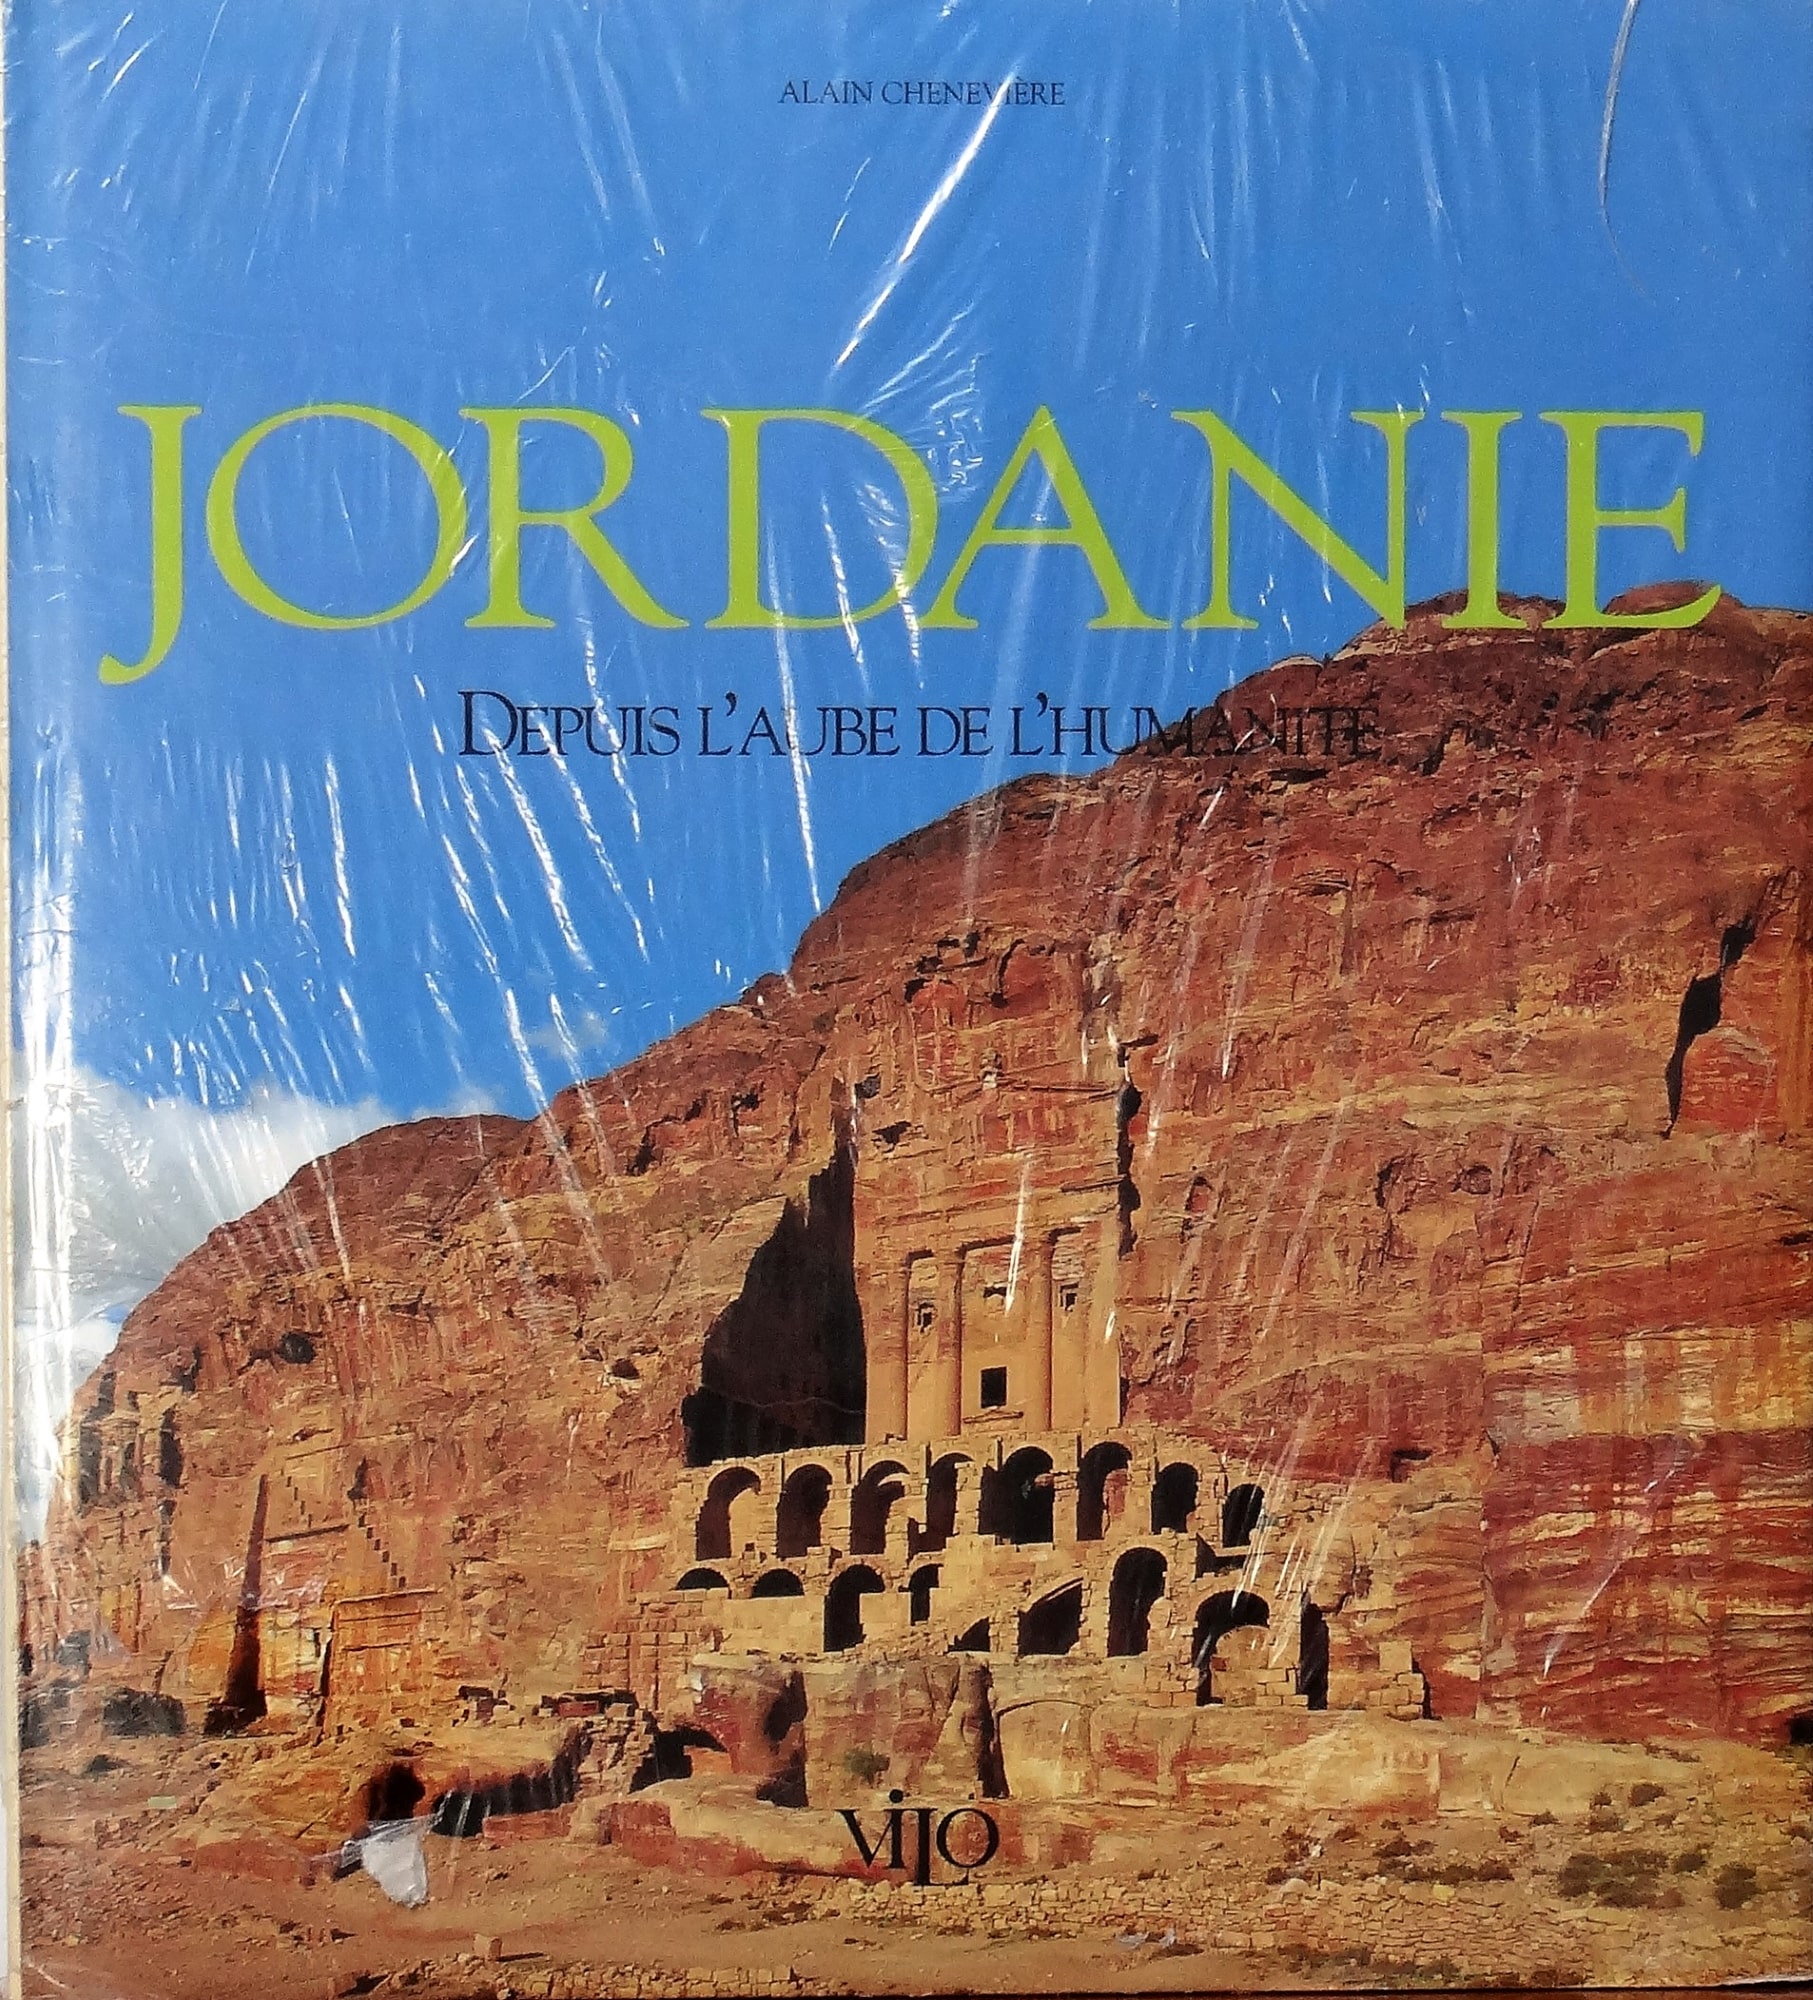 ALAIN CHENEVIÈRE
JORDANIE
DEPUIS L'AUBE DE L'HUMANITÉ
VILO